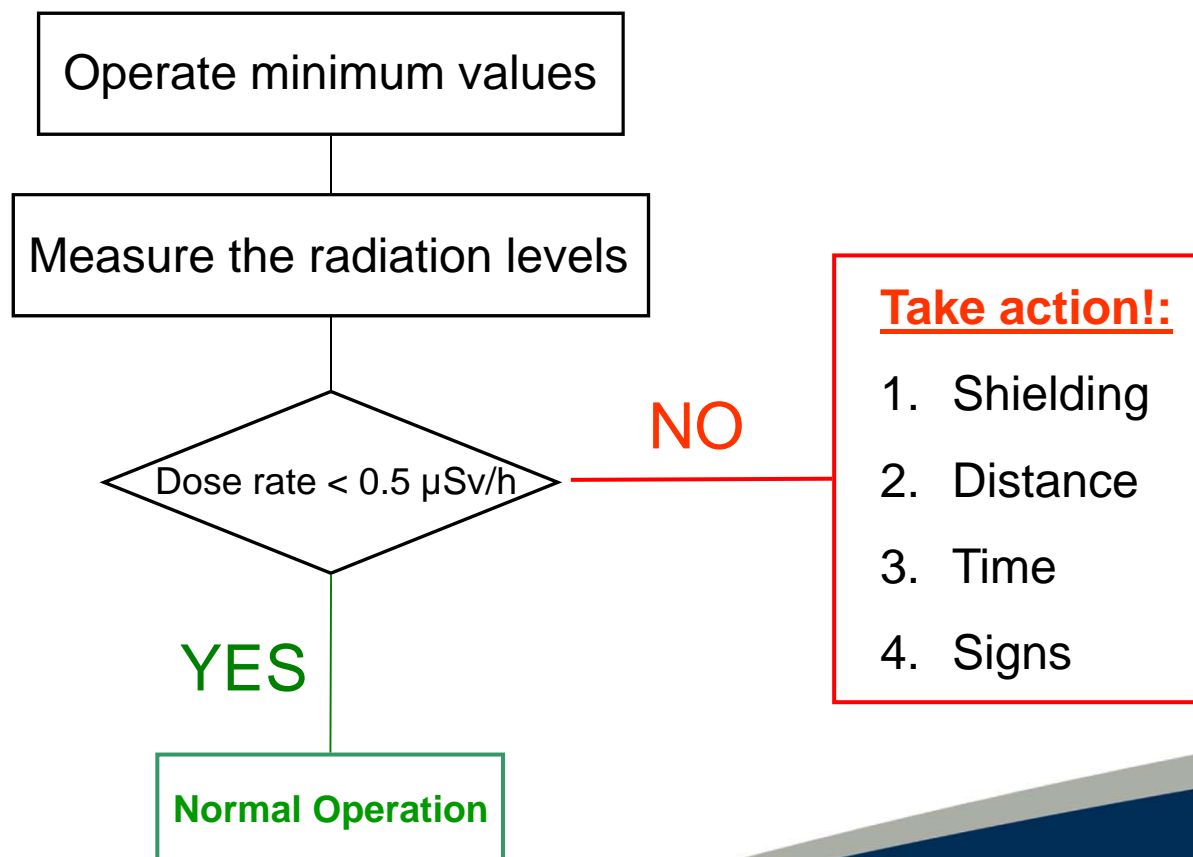 Operate minimum values
Measure the radiation levels
Dose rate < 0.5 µSv/h
NO
Take action!:
1. Shielding
2. Distance
3. Time
4. Signs
YES
Normal Operation